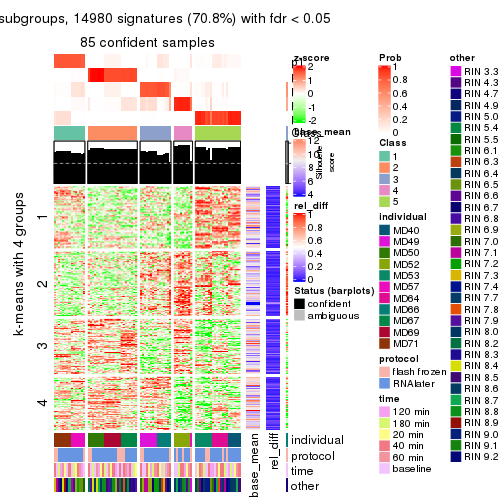 subgroups, 14980 signatures (70.8%) with fdr < 0.05
85 confident samples
k-means with 4 groups
1
2
3
4
base_mean
rel_diff
Class
Silhouette
score
individual
protocol
time
other
z-score
2
1
0
-1
-2
base_mean
12
10
8
6
4
rel_diff
1
0.8
0.6
0.4
0.2
0
Status (barplots)
confident
ambiguous
Prob
1
0.8
0.6
0.4
0.2
0
Class
1
2
3
4
5
individual
MD40
MD49
MD50
MD52
MD53
MD57
MD64
MD66
MD67
MD69
MD71
protocol
flash frozen
RNAlater
time
120 min
180 min
20 min
40 min
60 min
baseline
other
RIN 3.3
RIN 4.3
RIN 4.7
RIN 4.9
RIN 5.0
RIN 5.4
RIN 5.5
RIN 6.1
RIN 6.3
RIN 6.4
RIN 6.5
RIN 6.6
RIN 6.7
RIN 6.8
RIN 6.9
RIN 7.0
RIN 7.1
RIN 7.2
RIN 7.3
RIN 7.4
RIN 7.7
RIN 7.8
RIN 7.9
RIN 8.0
RIN 8.2
RIN 8.3
RIN 8.4
RIN 8.5
RIN 8.6
RIN 8.7
RIN 8.8
RIN 8.9
RIN 9.0
RIN 9.1
RIN 9.2